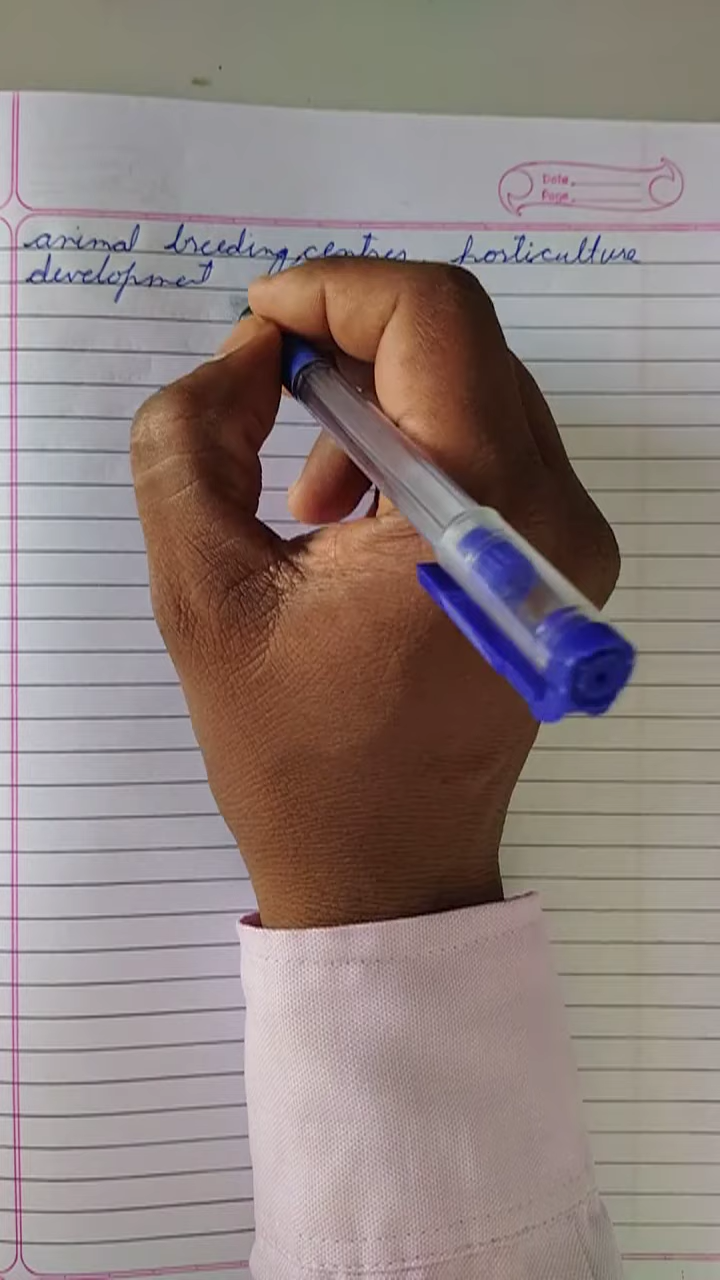 Date.
Page.
animal breeding, centres, horticulture
development